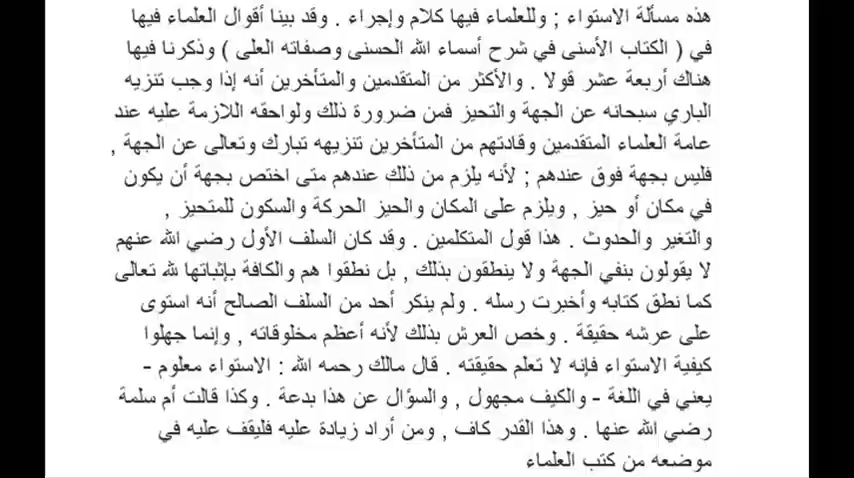 هذه مسألة الاستواء ; وللعلماء فيها كلام وإجراء . وقد بينا أقوال العلماء فيها
في ( الكتاب الأسنى في شرح أسماء الله الحسنى وصفاته العلى ) وذكرنا فيها
هناك أربعة عشر قولا . والأكثر من المتقدمين والمتأخرين أنه إذا وجب تنزيه
الباري سبحانه عن الجهة والتحيز فمن ضرورة ذلك ولواحقه اللازمة عليه عند
عامة العلماء المتقدمين وقادتهم من المتأخرين تنزيهه تبارك وتعالى عن الجهة ,
فليس بجهة فوق عندهم ; لأنه يلزم من ذلك عندهم متى اختص بجهة أن يكون
في مكان أو حيز , ويلزم على المكان والحيز الحركة والسكون للمتحيز ,
والتغير والحدوث . هذا قول المتكلمين . وقد كان السلف الأول رضي الله عنهم
لا يقولون بنفي الجهة ولا ينطقون بذلك , بل نطقوا هم والكافة بإثباتها لله تعالى
كما نطق كتابه وأخبرت رسله . ولم ينكر أحد من السلف الصالح أنه استوى
على عرشه حقيقة . وخص العرش بذلك لأنه أعظم مخلوقاته , وإنما جهلوا
كيفية الاستواء فإنه لا تعلم حقيقته . قال مالك رحمه الله : الاستواء معلوم -
يعني في اللغة - والكيف مجهول , والسؤال عن هذا بدعة . وكذا قالت أم سلمة
رضي الله عنها . وهذا القدر كاف , ومن أراد زيادة عليه فليقف عليه في
موضعه من كتب العلماء